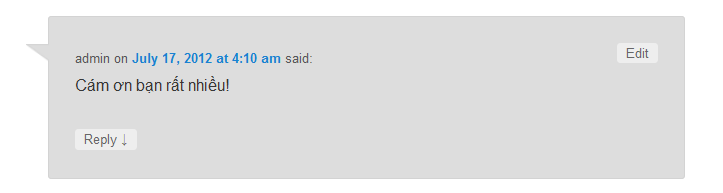 admin on July 17, 2012 at 4:10 am said:
Edit
Cám ơn bạn rất nhiều!
Reply ↓